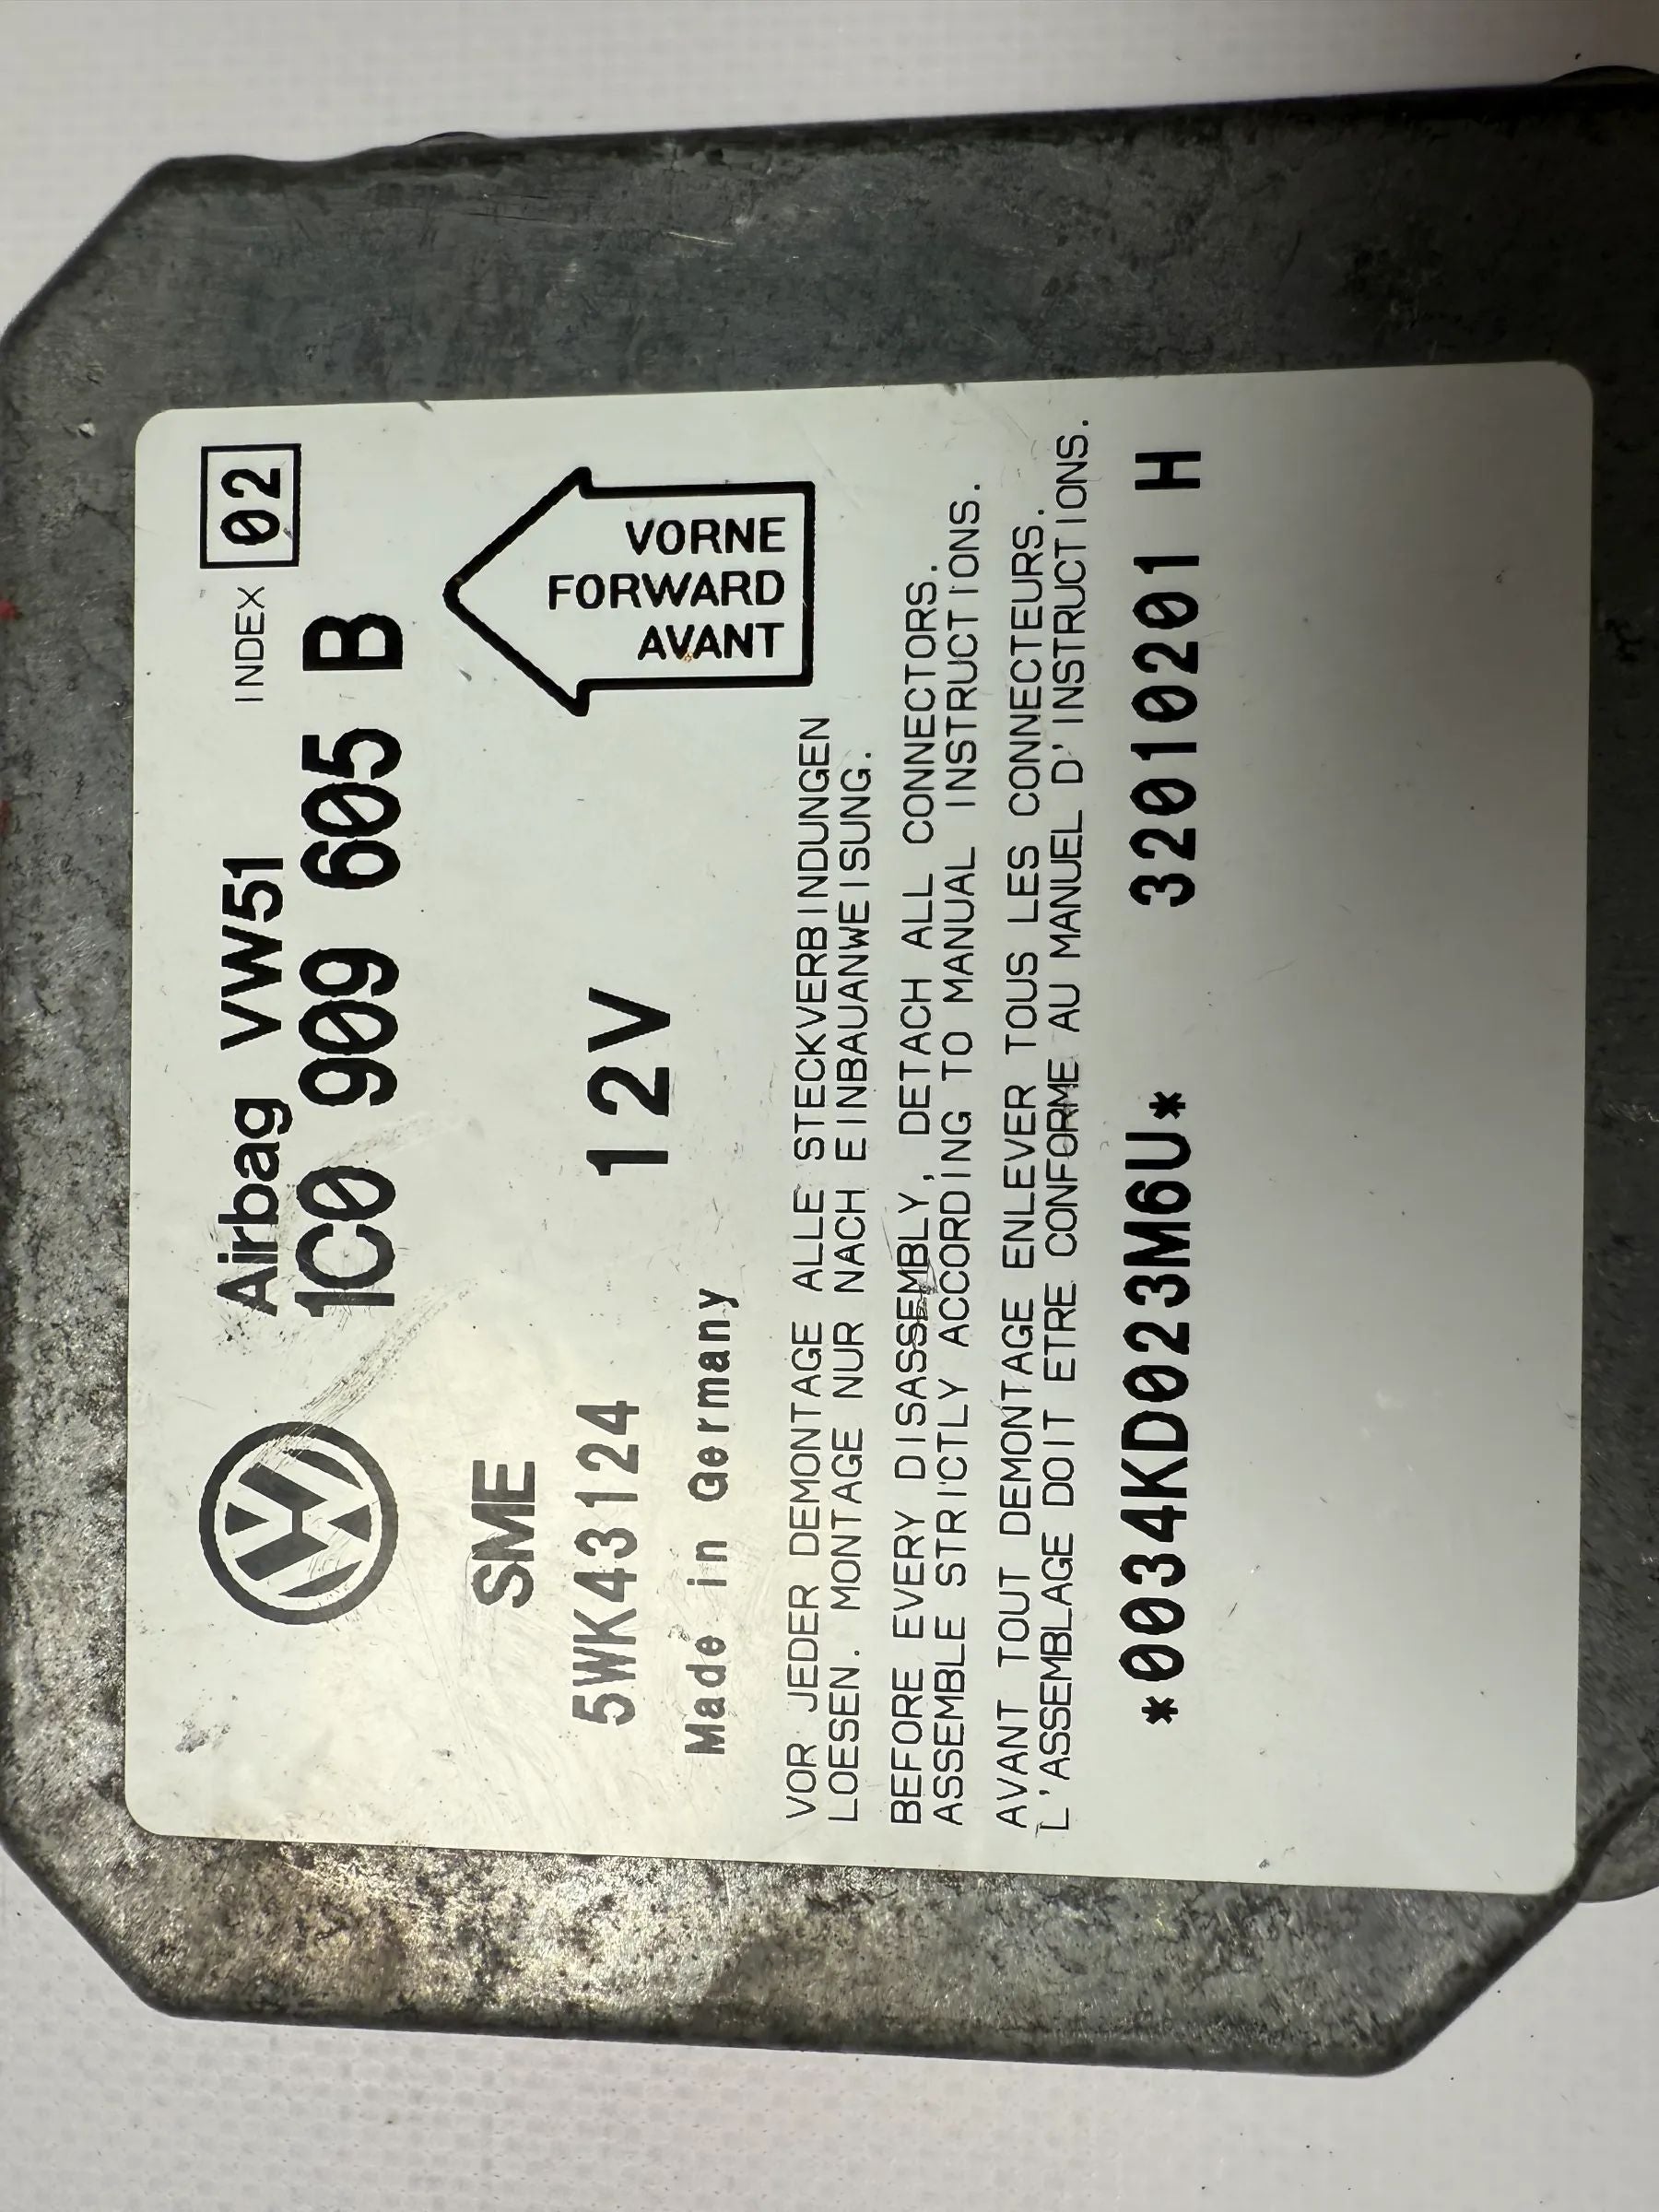 Airbag VW51 INDEX 02
1C0 909 605 B
SME
5WK43124 12V
Made in Germany
VORNE
FORWARD
AVANT
VOR JEDER DEMONTAGE ALLE STECKVERBINDUNGEN
LOESEN. MONTAGE NUR NACH EINBAUANWEISUNG.
BEFORE EVERY DISASSEMBLY, DETACH ALL CONNECTORS.
ASSEMBLE STRICTLY ACCORDING TO MANUAL INSTRUCTIONS.
AVANT TOUT DEMONTAGE ENLEVER TOUS LES CONNECTEURS.
L'ASSEMBLAGE DOIT ETRE CONFORME AU MANUEL D'INSTRUCTIONS.
*0034KD023M6U* 32010201 H